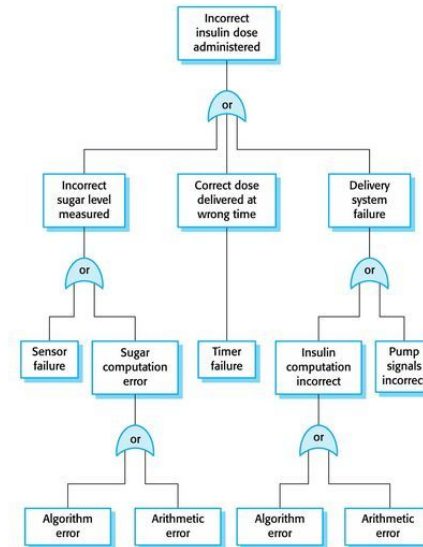 Incorrect
insulin dose
administered
or
Incorrect
sugar level
measured
Correct dose
delivered at
wrong time
Delivery
system
failure
or
or
Sensor
failure
Sugar
computation
error
Timer
failure
Insulin
computation
incorrect
Pump
signals
incorrect
or
or
Algorithm
error
Arithmetic
error
Algorithm
error
Arithmetic
error